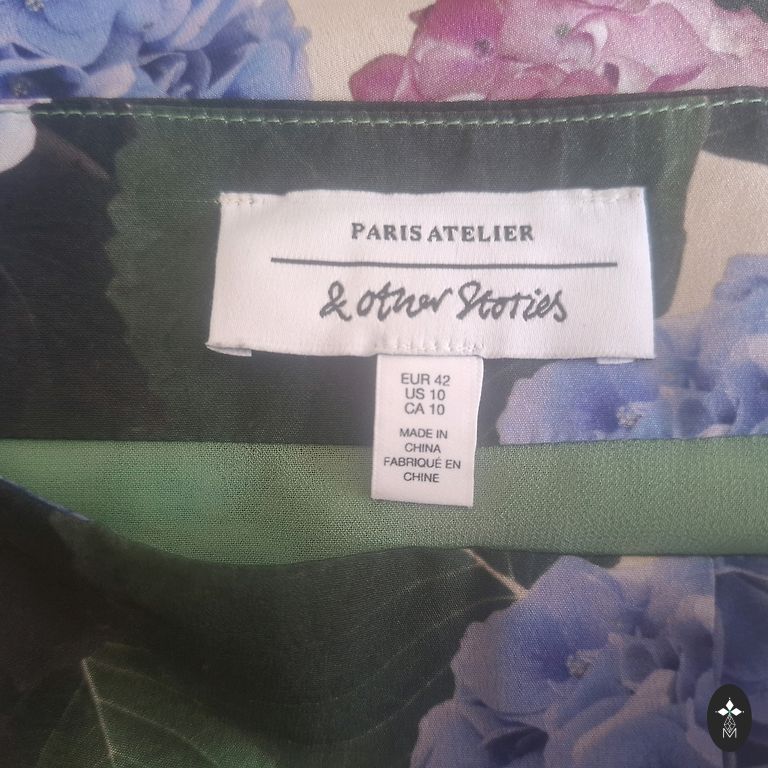 PARIS ATELIER
& other Stories
EUR 42
US 10
CA 10
MADE IN
CHINA
FABRIQUÉ EN
CHINE
M